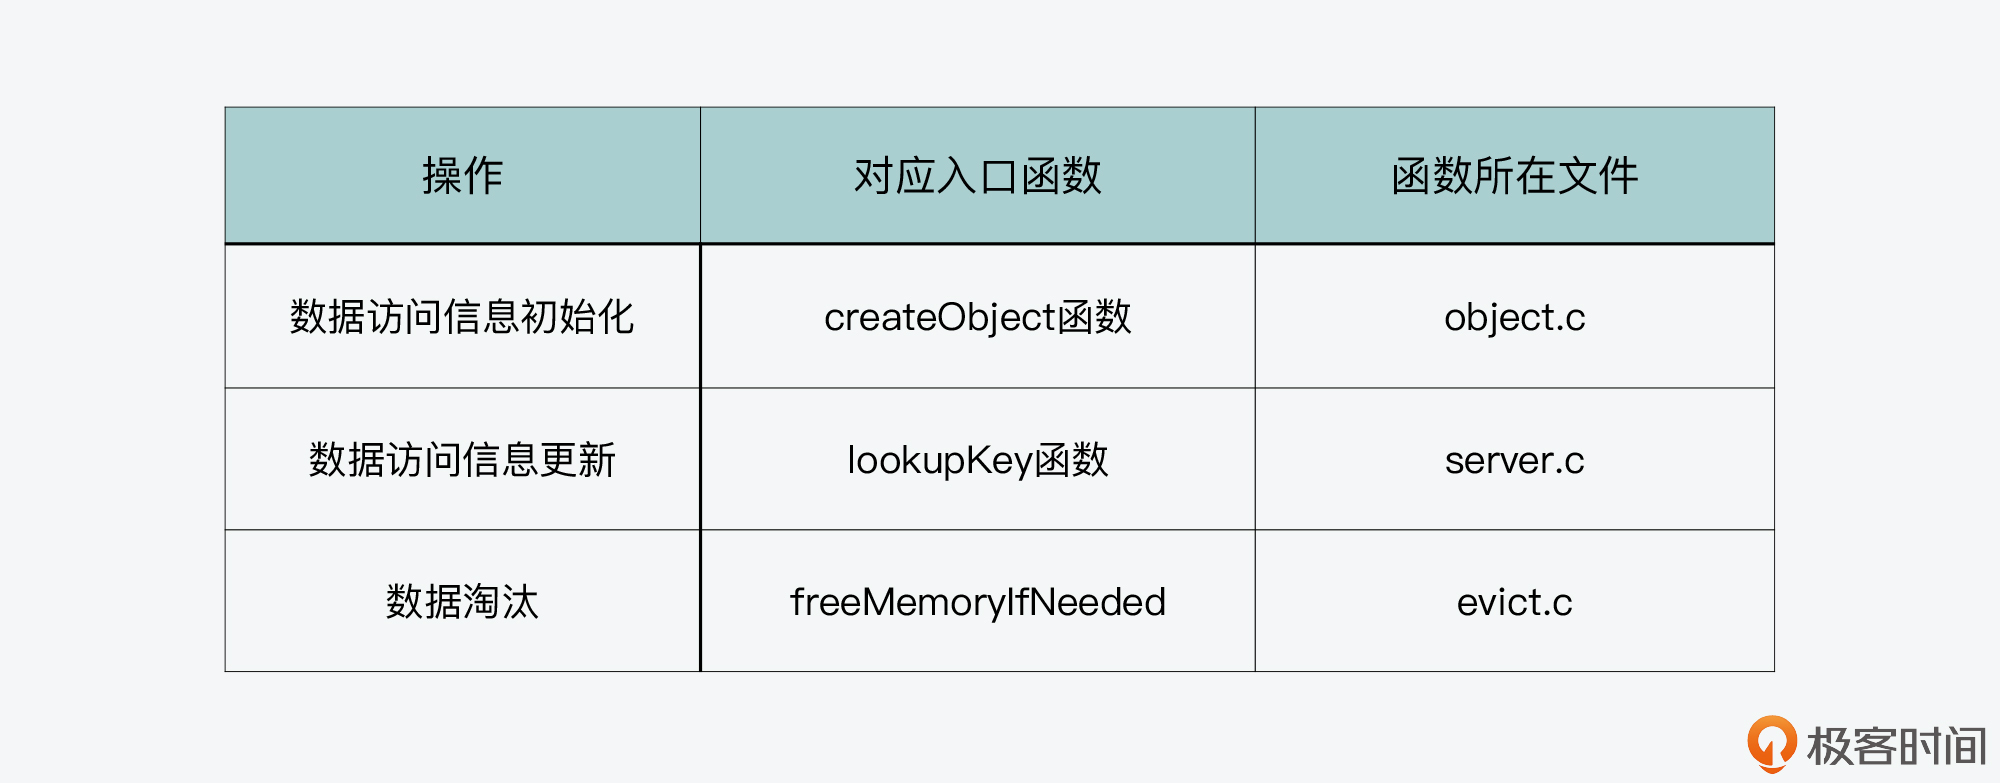 操作 对应入口函数 函数所在文件
数据访问信息初始化 createObject函数 object.c
数据访问信息更新 lookupKey函数 server.c
数据淘汰 freeMemoryIfNeeded evict.c
极客时间